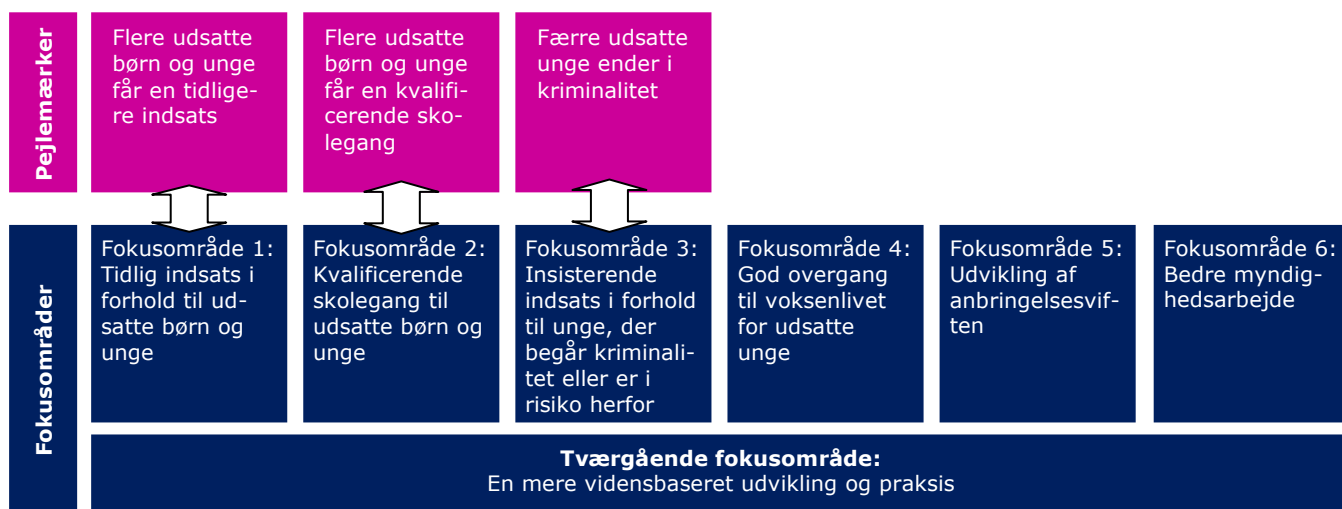 Pejlemærker
Flere udsatte
børn og unge
får en tidlige-
re indsats
Flere udsatte
børn og unge
får en kvalifi-
cerende sko-
legang
Færre udsatte
unge ender i
kriminalitet
Fokusområder
Fokusområde 1:
Tidlig indsats i
forhold til ud-
satte børn og
unge
Fokusområde 2:
Kvalificerende
skolegang til
udsatte børn og
unge
Fokusområde 3:
Insisterende
indsats i forhold
til unge, der
begår kriminali-
tet eller er i
risiko herfor
Fokusområde 4:
God overgang
til voksenlivet
for udsatte
unge
Fokusområde 5:
Udvikling af
anbringelsesvif-
ten
Fokusområde 6:
Bedre myndig-
hedsarbejde
Tværgående fokusområde:
En mere vidensbaseret udvikling og praksis